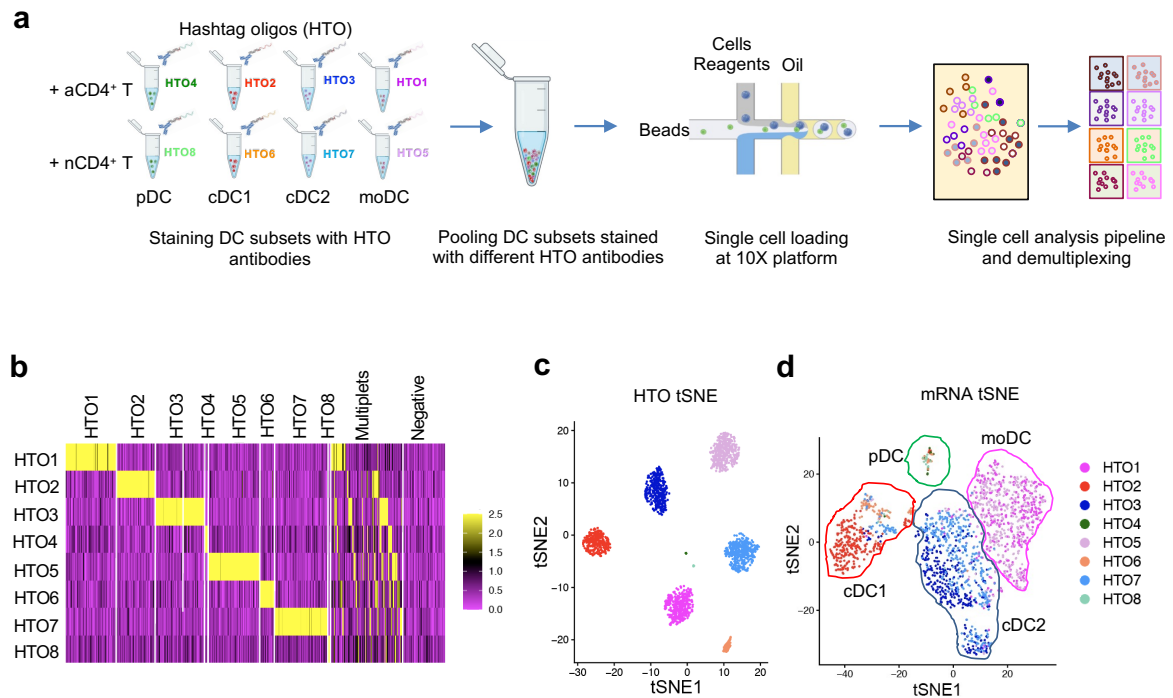 a
Hashtag oligos (HTO)
+ aCD4⁺ T
HTO4
HTO2
HTO3
HTO1
+ nCD4⁺ T
HTO8
HTO6
HTO7
HTO5
pDC
cDC1
cDC2
moDC
Staining DC subsets with HTO
antibodies
Pooling DC subsets stained
with different HTO antibodies
Cells
Reagents
Oil
Beads
Single cell loading
at 10X platform
Single cell analysis pipeline
and demultiplexing
b
HTO1
HTO2
HTO3
HTO4
HTO5
HTO6
HTO7
HTO8
Multiplets
Negative
HTO1
HTO2
HTO3
HTO4
HTO5
HTO6
HTO7
HTO8
2.5
2.0
1.5
1.0
0.5
0.0
c
HTO tSNE
tSNE2
20
10
0
−10
−20
−30
−20
−10
0
10
20
tSNE1
d
mRNA tSNE
tSNE2
20
0
−20
−40
−20
0
20
tSNE1
pDC
moDC
cDC1
cDC2
HTO1
HTO2
HTO3
HTO4
HTO5
HTO6
HTO7
HTO8